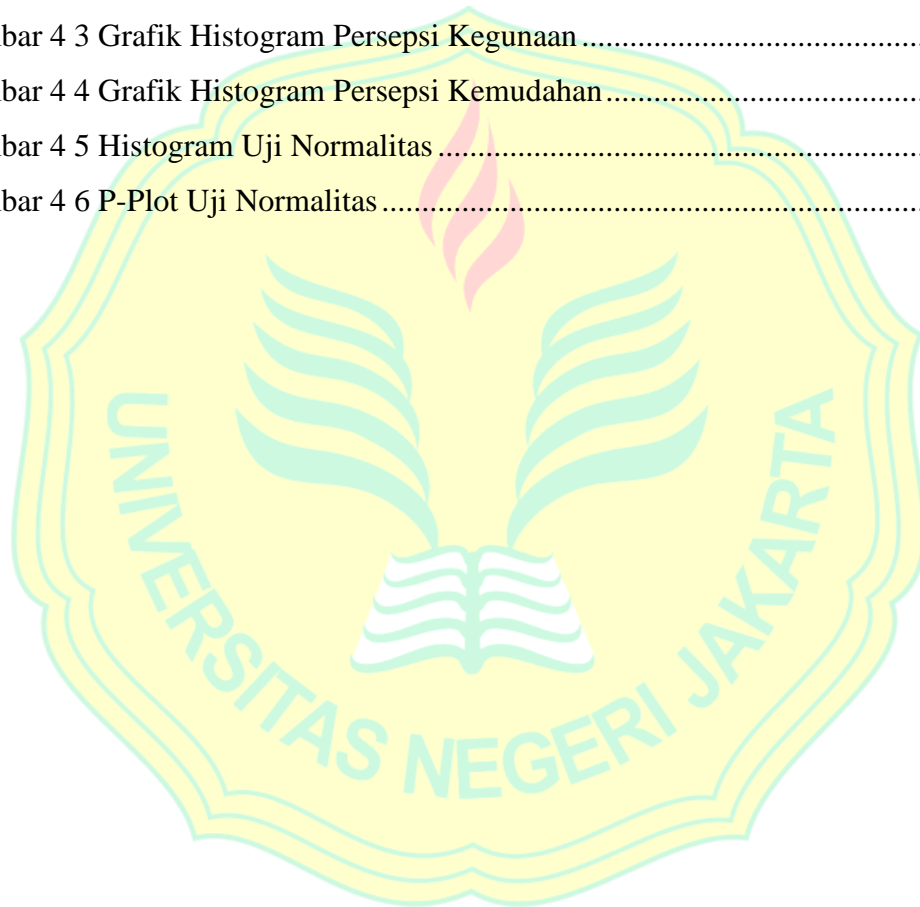 bar 4 3 Grafik Histogram Persepsi Kegunaan
bar 4 4 Grafik Histogram Persepsi Kemudahan
bar 4 5 Histogram Uji Normalitas
bar 4 6 P-Plot Uji Normalitas
UNIVERSITAS NEGERI JAKARTA